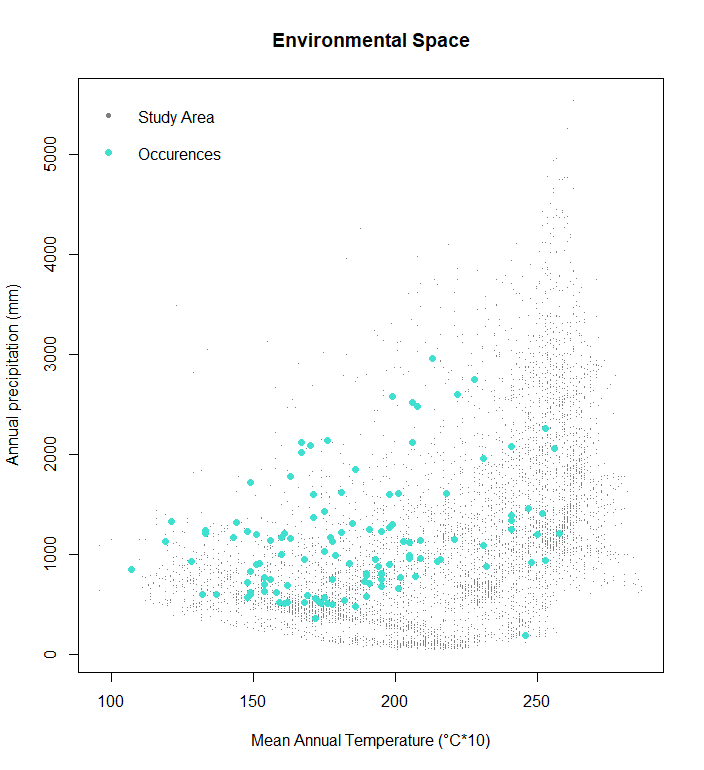 Environmental Space
Study Area
Occurences
Annual precipitation (mm)
5000
4000
3000
2000
1000
0
100 150 200 250
Mean Annual Temperature (°C*10)